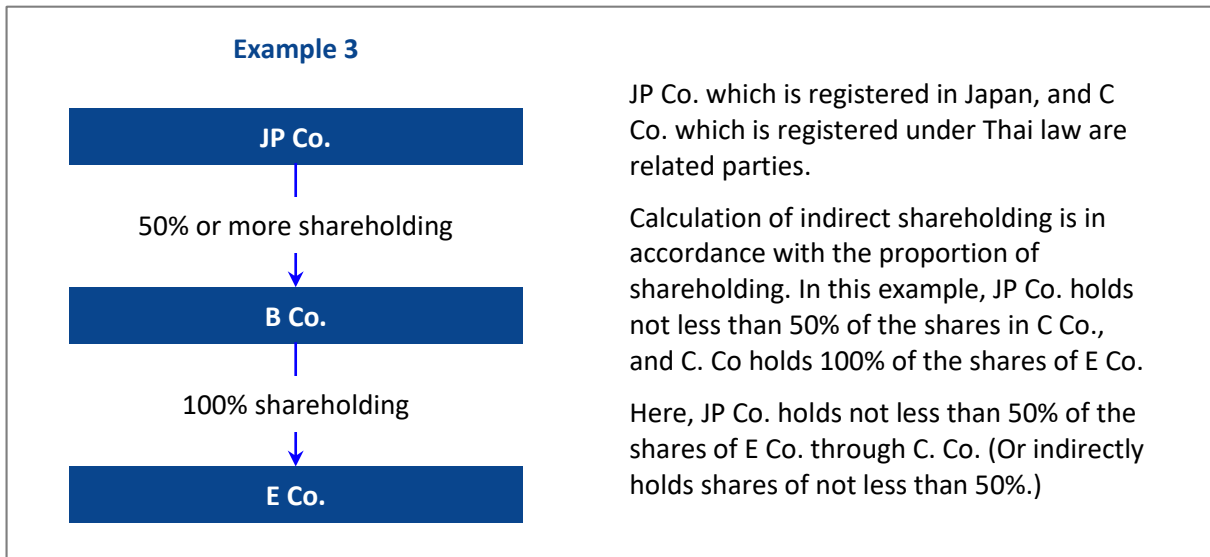 Example 3
JP Co.
50% or more shareholding
B Co.
100% shareholding
E Co.
JP Co. which is registered in Japan, and C
Co. which is registered under Thai law are
related parties.
Calculation of indirect shareholding is in
accordance with the proportion of
shareholding. In this example, JP Co. holds
not less than 50% of the shares in C Co.,
and C. Co holds 100% of the shares of E Co.
Here, JP Co. holds not less than 50% of the
shares of E Co. through C. Co. (Or indirectly
holds shares of not less than 50%.)